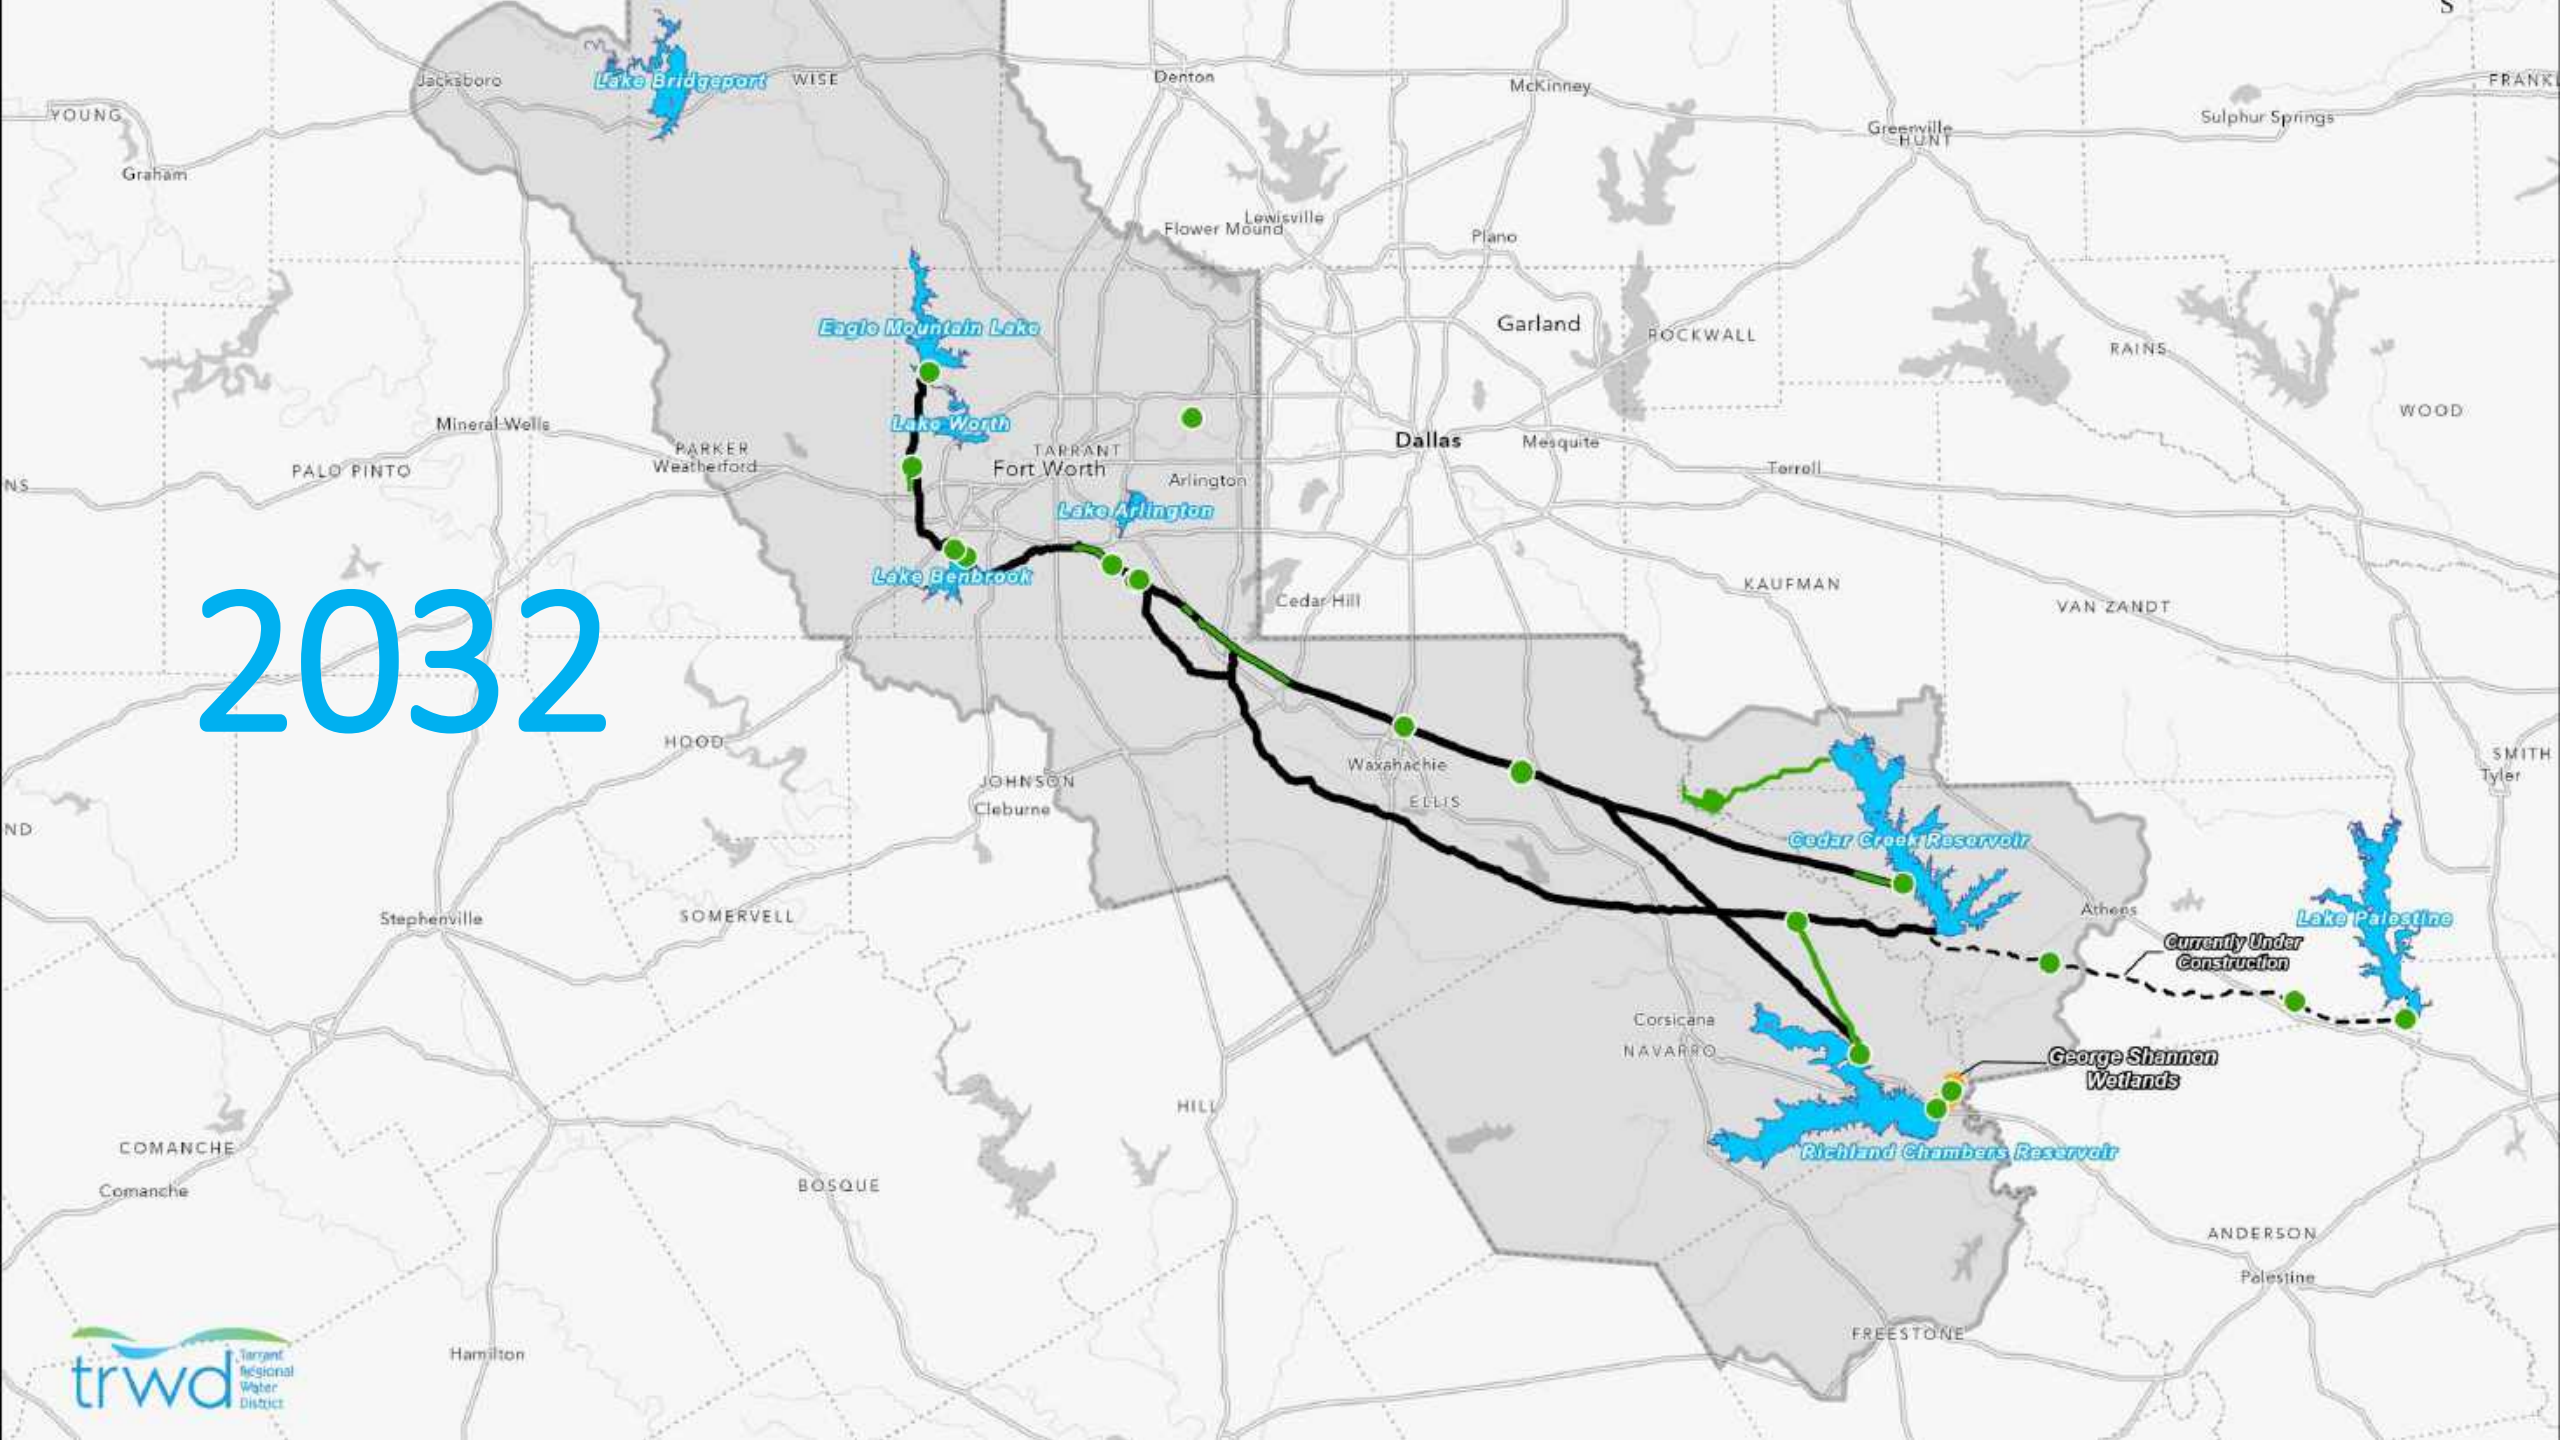 S
Jacksboro
Lake Bridgeport
WISE
Denton
McKinney
FRANKL
YOUNG
Sulphur Springs
Greenville
HUNT
Graham
Lewisville
Flower Mound
Plano
Eagle Mountain Lake
Garland
ROCKWALL
RAINS
WOOD
Mineral Wells
Lake Worth
Dallas
Mesquite
PARKER
Weatherford
TARRANT
Fort Worth
PALO PINTO
Terrell
NS
Arlington
Lake Arlington
Lake Benbrook
KAUFMAN
Cedar Hill
VAN ZANDT
2032
HOOD
SMITH
Tyler
Waxahachie
JOHNSON
Cleburne
ELLIS
ND
Cedar Creek Reservoir
Athens
Stephenville
SOMERVELL
Lake Palestine
Currently Under
Construction
Corsicana
NAVARRO
George Shannon
Wetlands
HILL
COMANCHE
Richland Chambers Reservoir
Comanche
BOSQUE
ANDERSON
Palestine
FREESTONE
Hamilton
trwd
Tarrant
Regional
Water
District